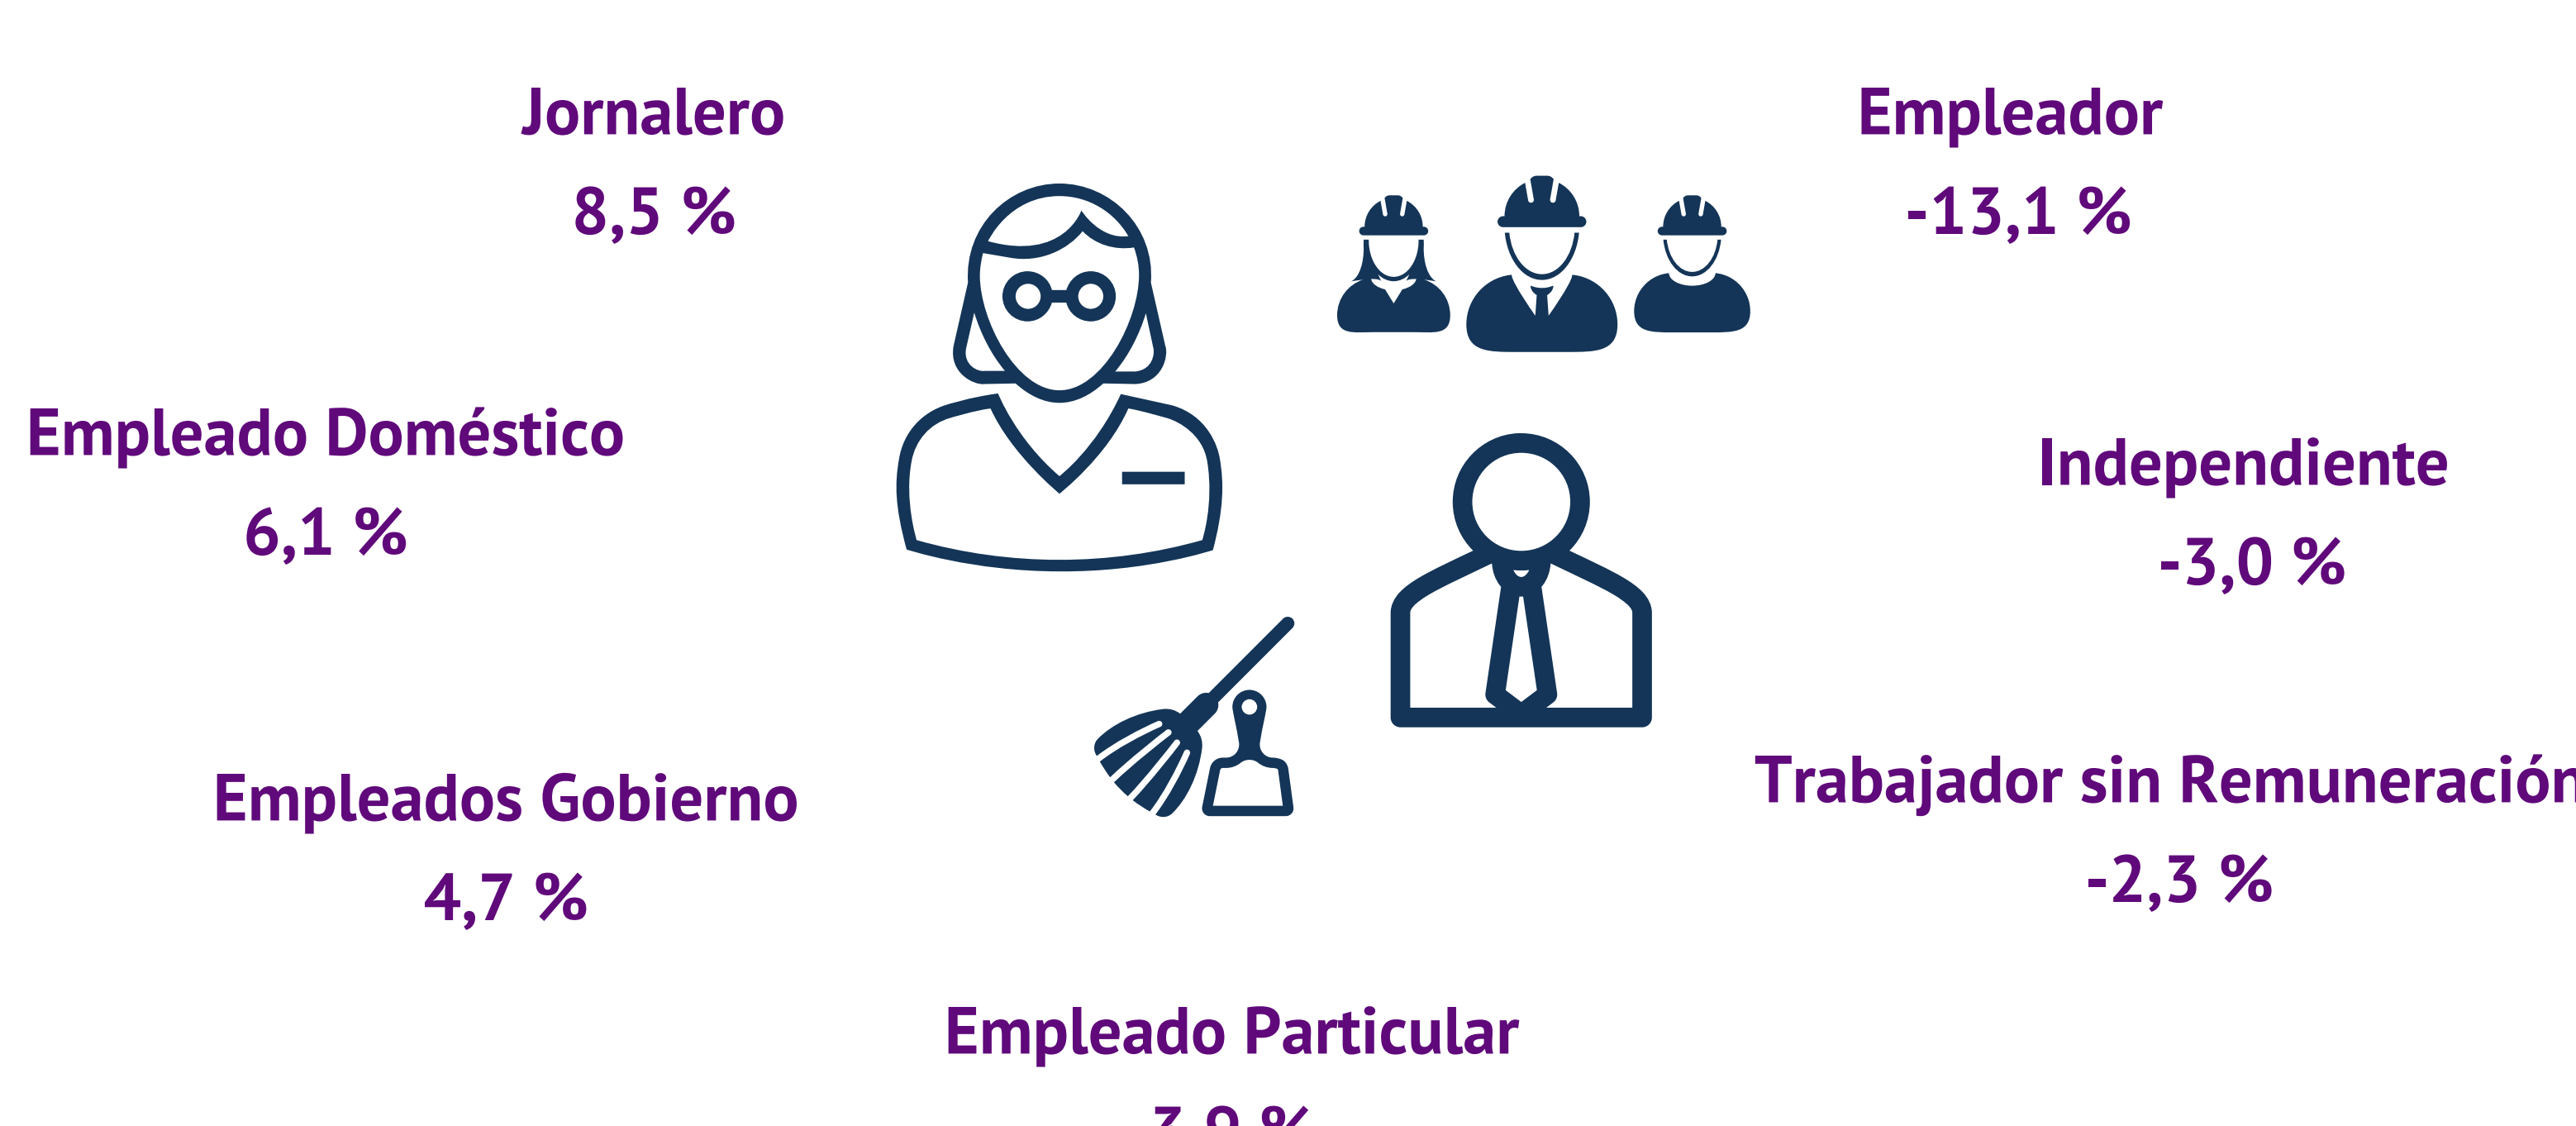 Jornalero
8,5 %
Empleador
-13,1 %
Empleado Doméstico
6,1 %
Independiente
-3,0 %
Trabajador sin Remuneración
-2,3 %
Empleados Gobierno
4,7 %
Empleado Particular